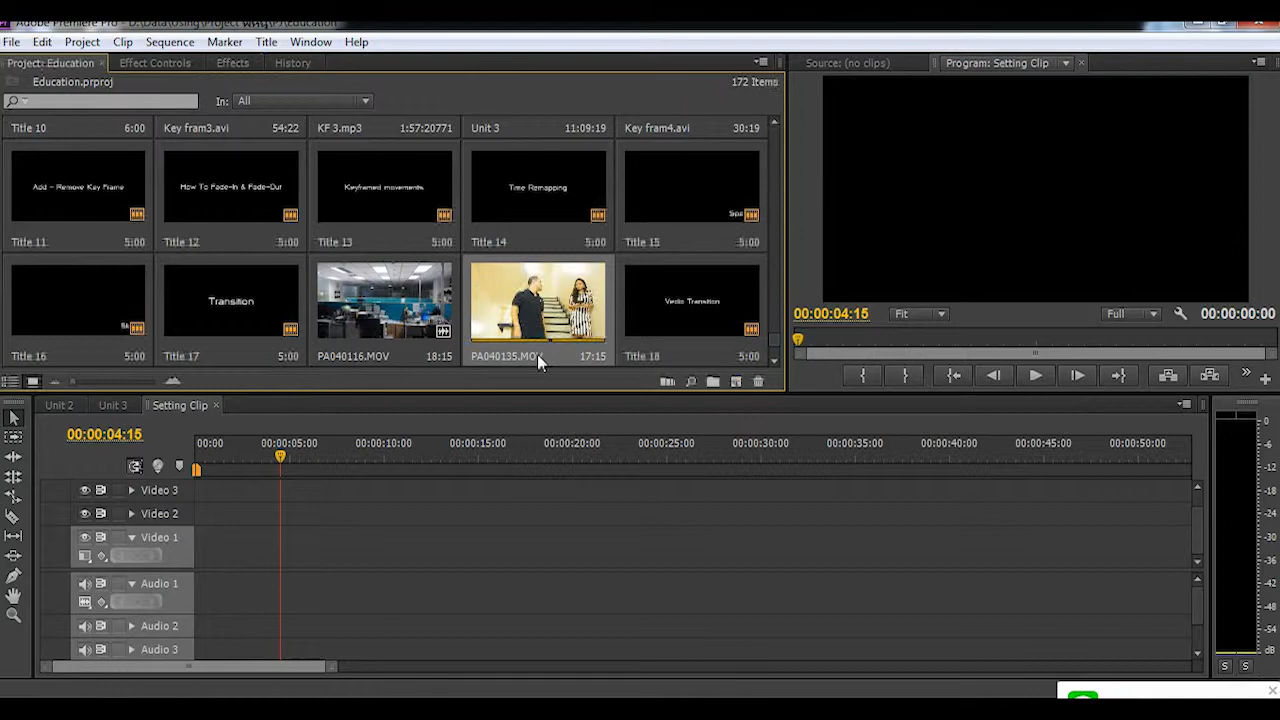 Adobe Premiere Pro - D:\Data\Using\Project Why\P7\Education
File Edit Project Clip Sequence Marker Title Window Help
Project: Education × Effect Controls Effects History
Source: (no clips) Program: Setting Clip ×
Education.prproj 172 Items
In: All
Title 10 6:00 Key fram3.avi 54:22 KF 3.mp3 1:57:20771 Unit 3 11:09:19 Key fram4.avi 30:19
Add - Remove Key Frame How To Fade-In & Fade-Out Keyframed movements Time Remapping
Title 11 5:00 Title 12 5:00 Title 13 5:00 Title 14 5:00 Title 15 5:00
Transition Vedio Transition
Title 16 5:00 Title 17 5:00 PA040116.MOV 18:15 PA040135.MOV 17:15 Title 18 5:00
00:00:04:15 Fit Full 00:00:00:00
Unit 2 Unit 3 Setting Clip ×
00:00:04:15
00:00 00:00:05:00 00:00:10:00 00:00:15:00 00:00:20:00 00:00:25:00 00:00:30:00 00:00:35:00 00:00:40:00 00:00:45:00 00:00:50:00
Video 3
Video 2
Video 1
Audio 1
Audio 2
Audio 3
0
-6
-12
-18
-24
-30
-36
-42
-48
-54
dB
S S